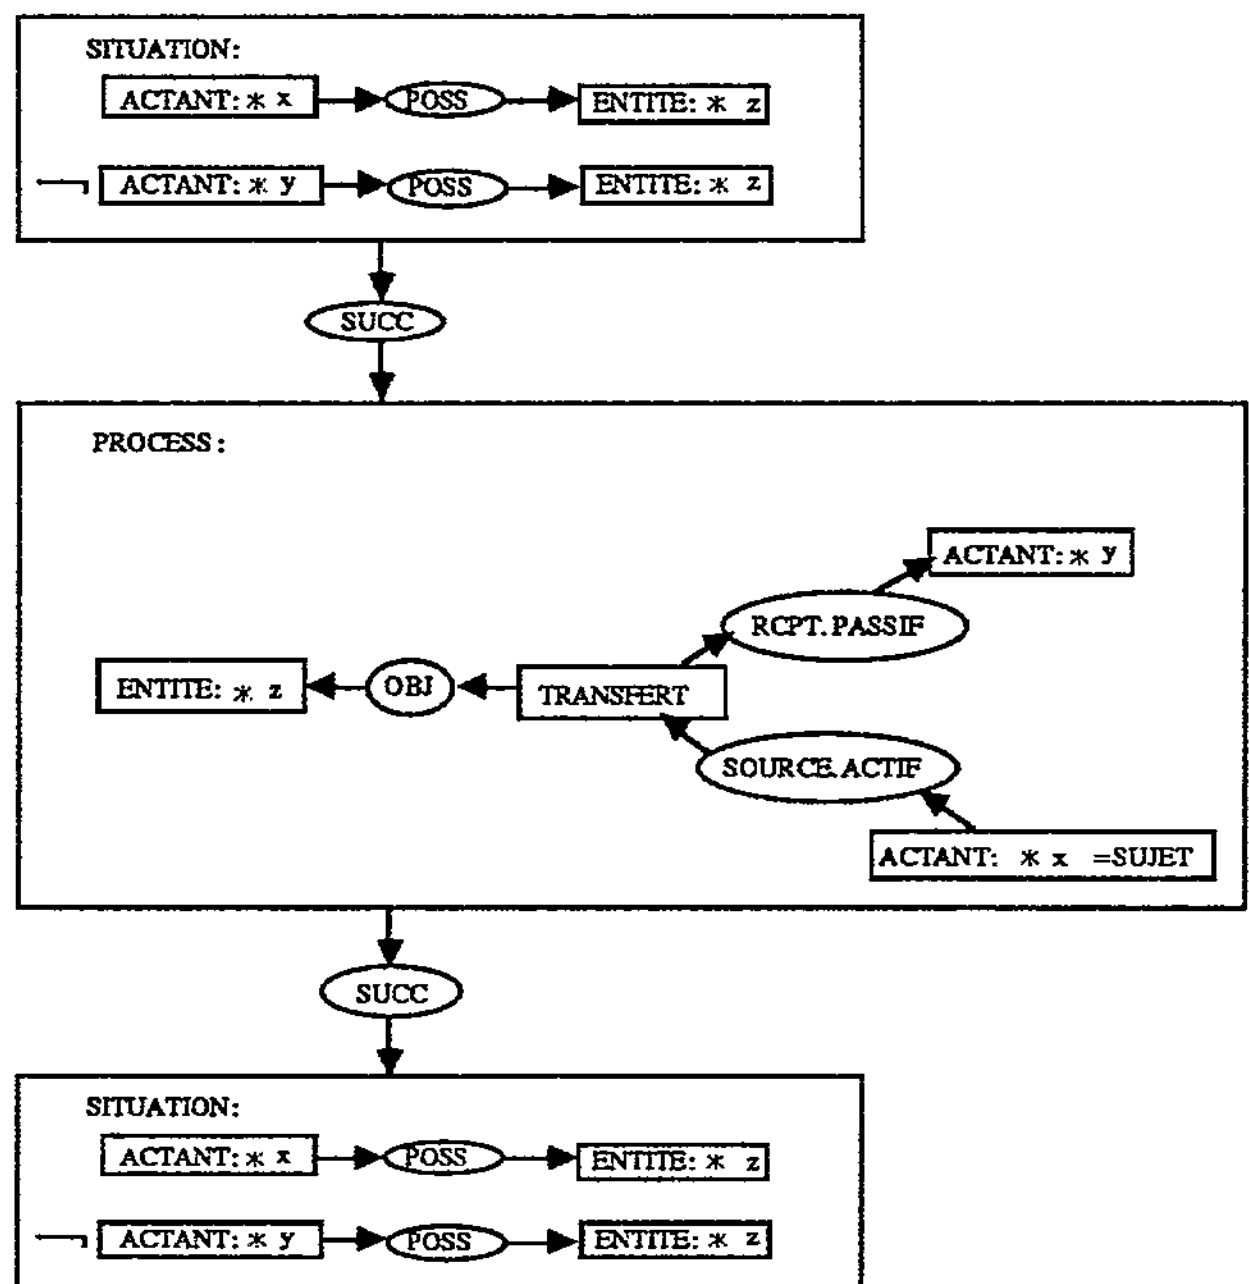 SITUATION:
ACTANT: * x POSS ENTITE: * z
¬ ACTANT: * y POSS ENTITE: * z
SUCC
PROCESS:
ACTANT: * y
RCPT. PASSIF
ENTITE: * z OBJ TRANSFERT
SOURCE. ACTIF
ACTANT: * x =SUJET
SUCC
SITUATION:
ACTANT: * x POSS ENTITE: * z
¬ ACTANT: * y POSS ENTITE: * z